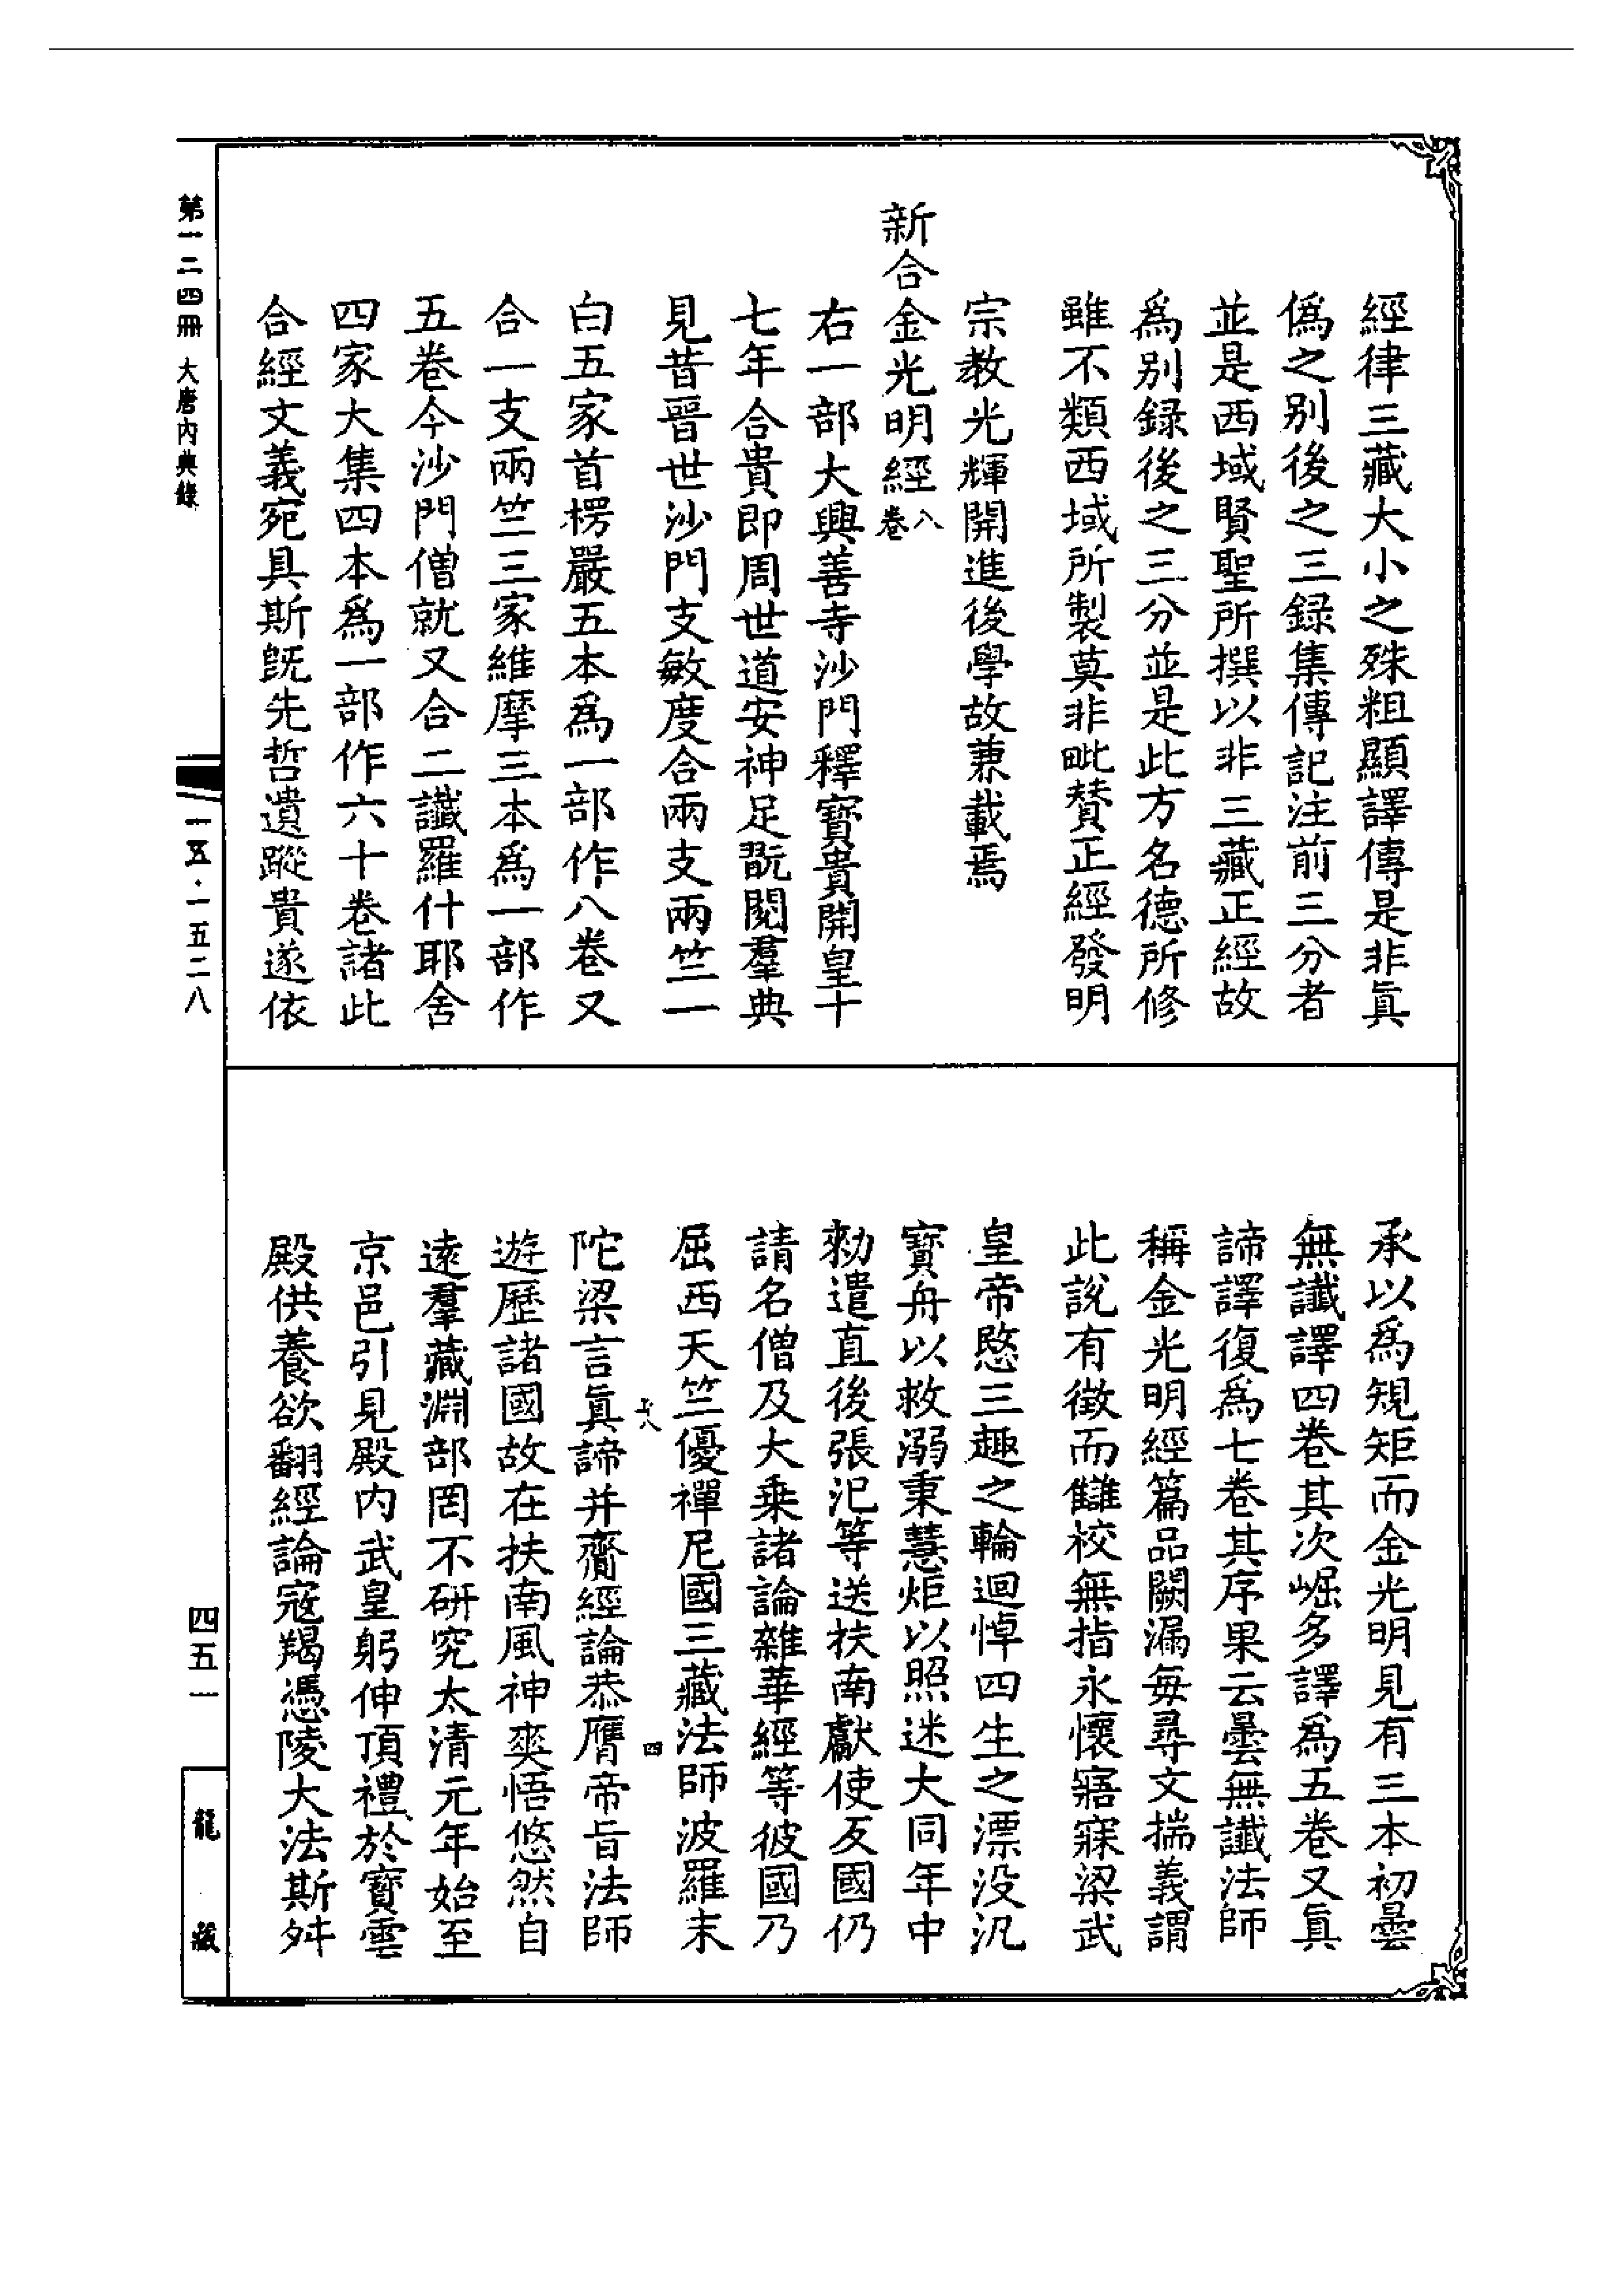 經律三藏大小之殊粗顯譯傳是非眞
僞之别後之三録集傳記注前三分者
並是西域賢聖所撰以非三藏正經故
爲别録後之三分並是此方名德所修
雖不類西域所製莫非毗賛正經發明
宗教光輝開進後學故兼載焉
新合金光明經八卷
右一部大興善寺沙門釋寶貴開皇十
七年合貴即周世道安神足翫閱羣典
見昔晉世沙門支敏度合兩支兩竺一
白五家首楞嚴五本爲一部作八卷又
合一支兩竺三家維摩三本爲一部作
五卷今沙門僧就又合二讖羅什耶舍
四家大集四本爲一部作六十卷諸此
合經文義宛具斯旣先哲遺蹤貴遂依
承以爲規矩而金光明見有三本初曇
無讖譯四卷其次崛多譯爲五卷又眞
諦譯復爲七卷其序果云曇無讖法師
稱金光明經篇品闕漏每尋文揣義謂
此說有徵而讎校無指永懷寤寐梁武
皇帝愍三趣之輪迴悼四生之漂没汎
寶舟以救溺秉慧炬以照迷大同年中
勑遣直後張汜等送扶南獻使反國仍
請名僧及大乗諸論雜華經等彼國乃
屈西天竺優禪尼國三藏法師波羅末
陀梁言眞諦并齎經論恭膺帝旨法師
遊歷諸國故在扶南風神爽悟悠然自
遠羣藏淵部罔不研究太清元年始至
京邑引見殿内武皇躬伸頂禮於寶雲
殿供養欲翻經論寇羯憑陵大法斯舛
四
第一二四冊 大唐内典錄
一五·一五二八
四五一
龍藏